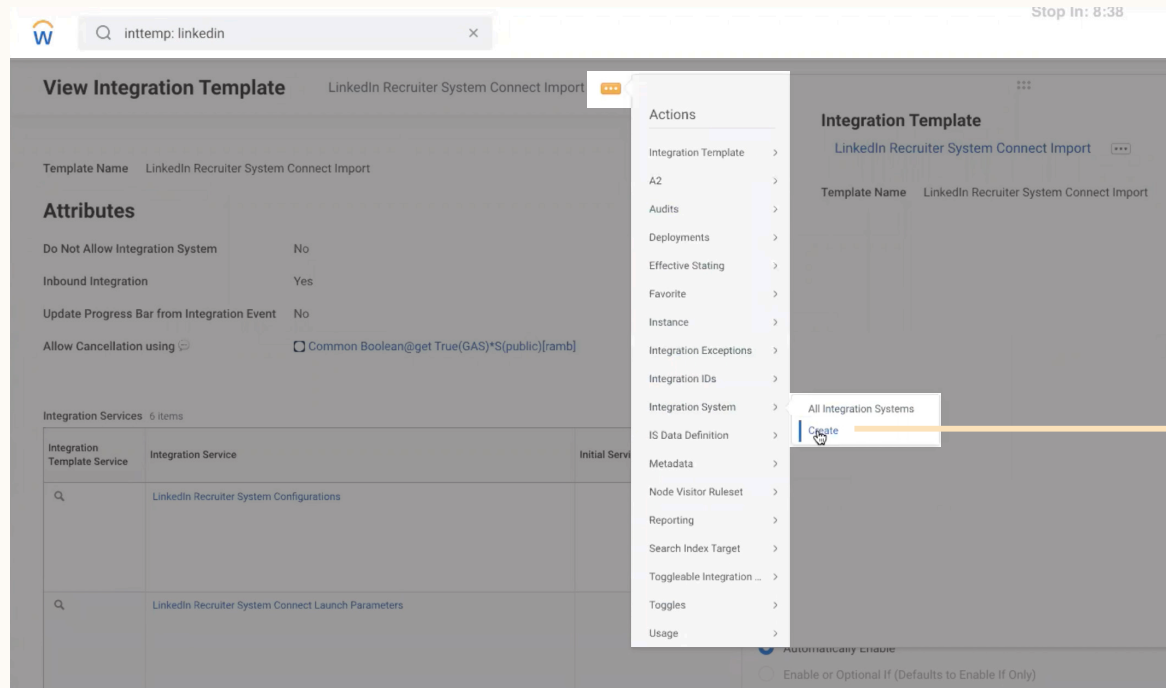 Stop In: 8:38
inttemp: linkedin
View Integration Template
LinkedIn Recruiter System Connect Import
Template Name LinkedIn Recruiter System Connect Import
Attributes
Do Not Allow Integration System No
Inbound Integration Yes
Update Progress Bar from Integration Event No
Allow Cancellation using Common Boolean@get True(GAS)*S(public)[ramb]
Integration Services 6 items
Integration
Template Service
Integration Service
Initial Servi
LinkedIn Recruiter System Configurations
LinkedIn Recruiter System Connect Launch Parameters
Actions
Integration Template
A2
Audits
Deployments
Effective Stating
Favorite
Instance
Integration Exceptions
Integration IDs
Integration System
IS Data Definition
Metadata
Node Visitor Ruleset
Reporting
Search Index Target
Toggleable Integration ...
Toggles
Usage
All Integration Systems
Create
Integration Template
LinkedIn Recruiter System Connect Import
Template Name LinkedIn Recruiter System Connect Import
Automatically Enable
Enable or Optional If (Defaults to Enable If Only)